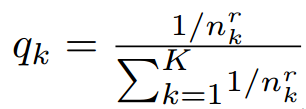 $q_k = \frac{1/n_k^r}{\sum_{k=1}^{K} 1/n_k^r}$